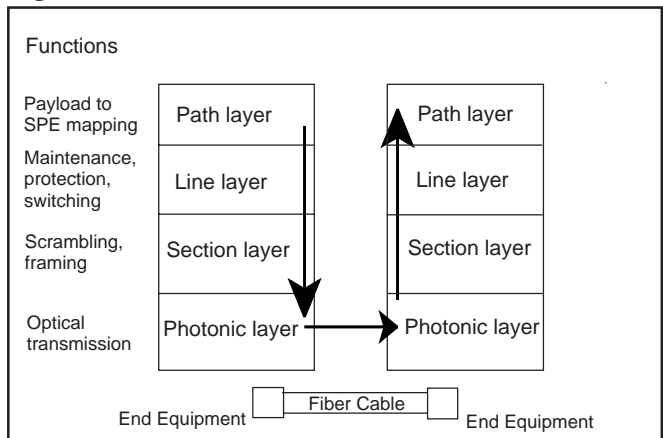 Functions
Payload to
SPE mapping
Path layer
Path layer
Maintenance,
protection,
switching
Line layer
Line layer
Scrambling,
framing
Section layer
Section layer
Optical
transmission
Photonic layer
Photonic layer
Fiber Cable
End Equipment
End Equipment